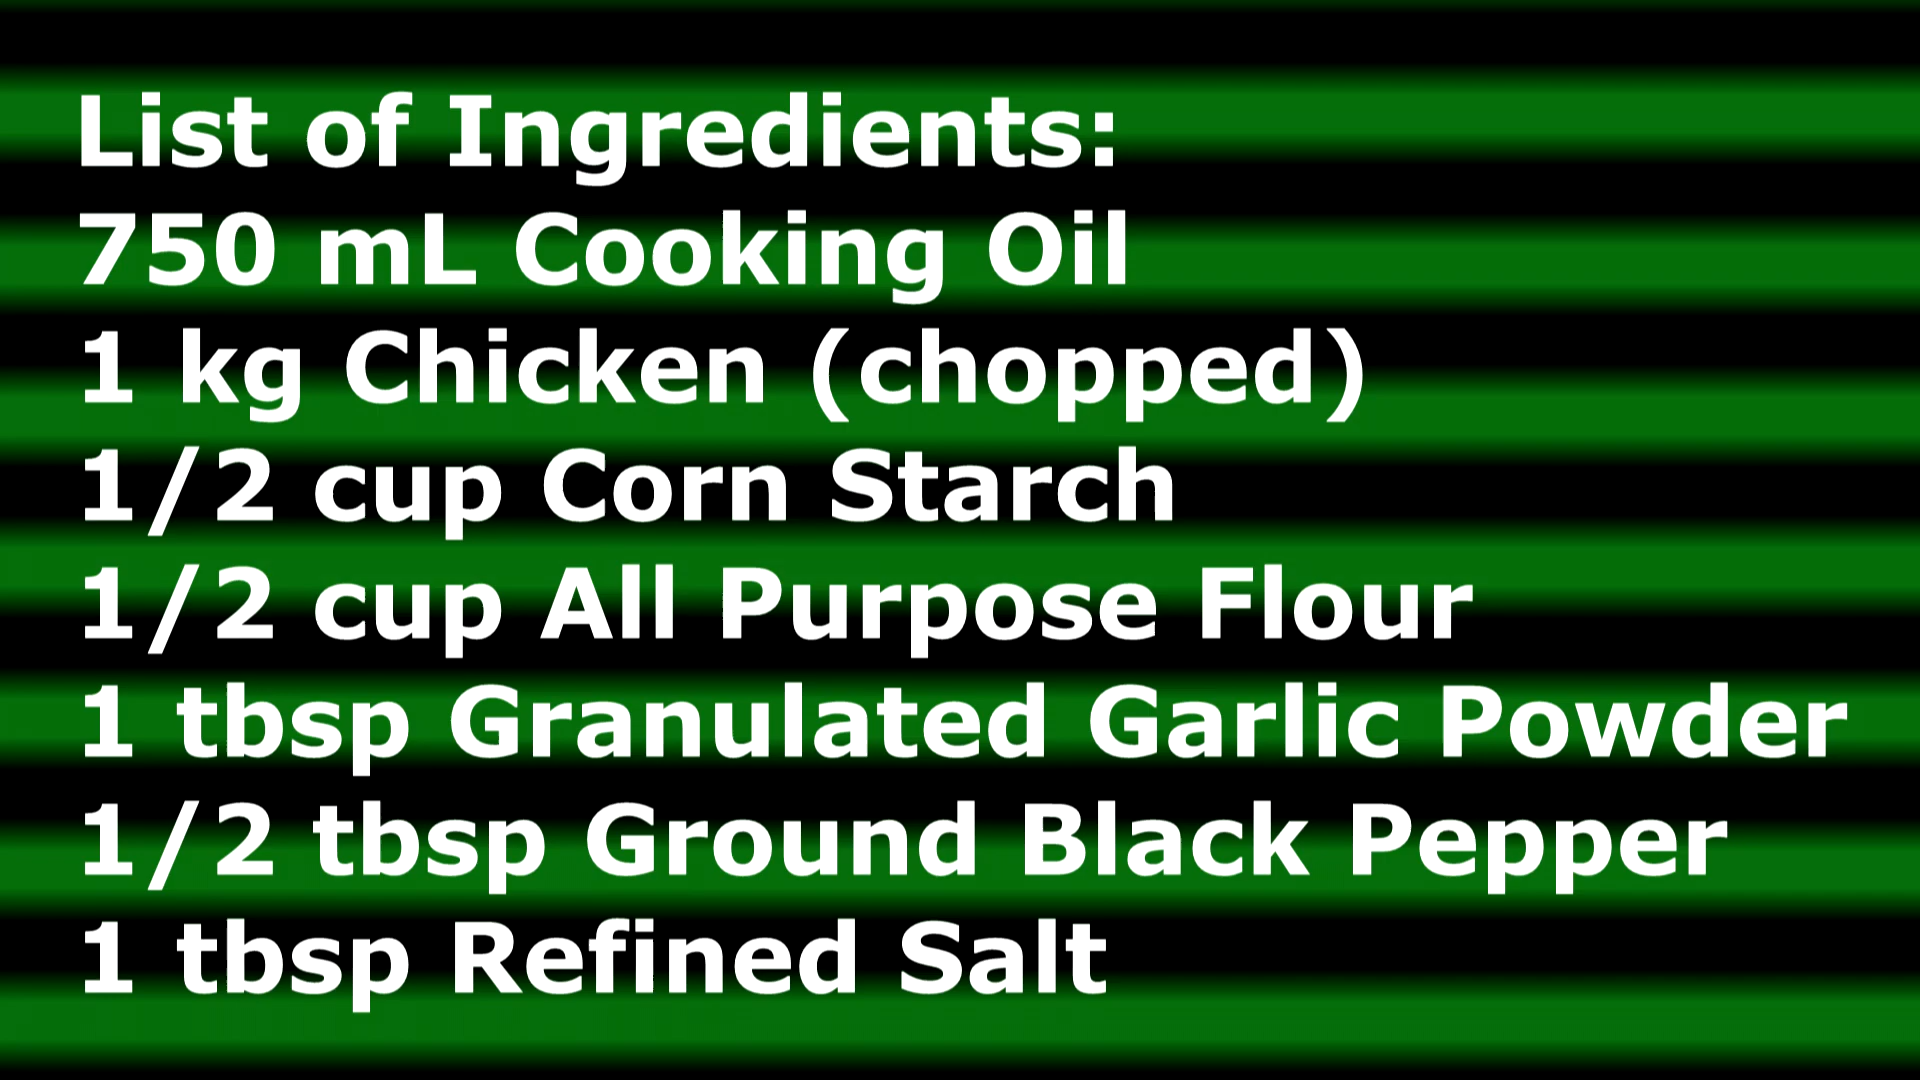 List of Ingredients:
750 mL Cooking Oil
1 kg Chicken (chopped)
1/2 cup Corn Starch
1/2 cup All Purpose Flour
1 tbsp Granulated Garlic Powder
1/2 tbsp Ground Black Pepper
1 tbsp Refined Salt